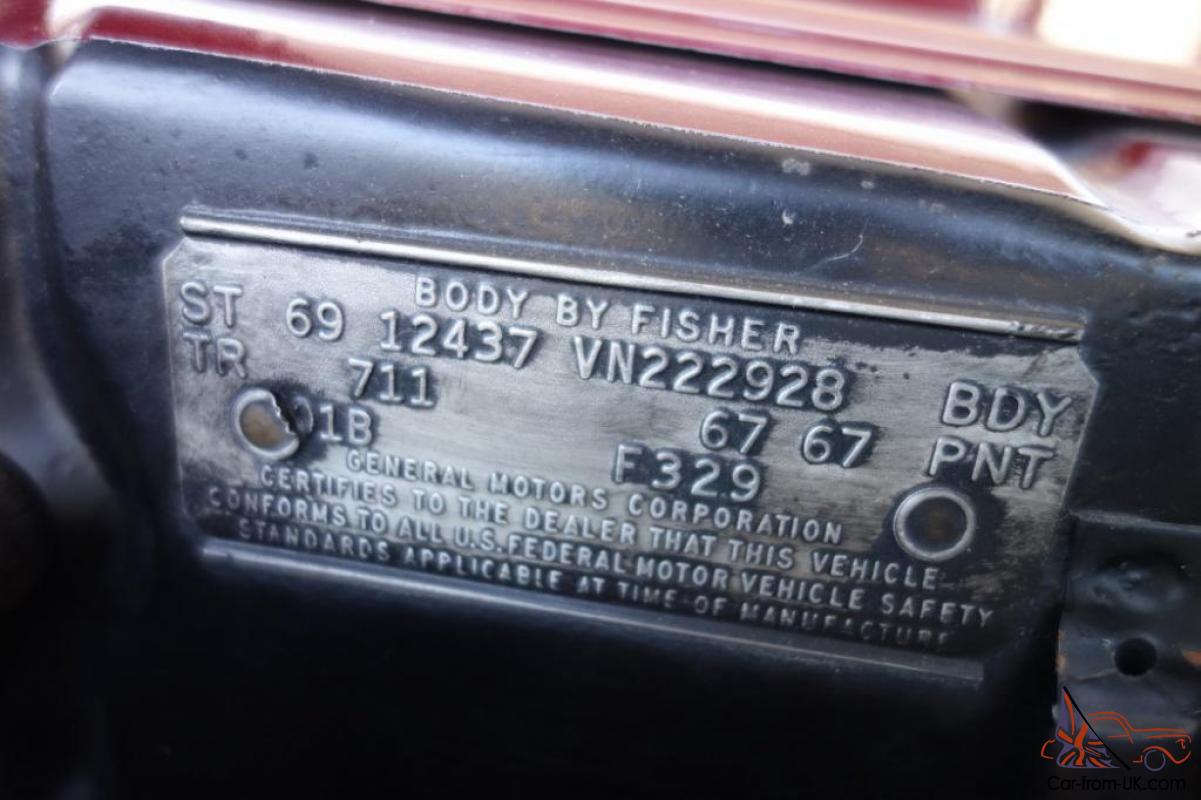 BODY BY FISHER
ST 69 12437 VN222928 BDY
TR 711 67 67 PNT
01B F329
GENERAL MOTORS CORPORATION
CERTIFIES TO THE DEALER THAT THIS VEHICLE
CONFORMS TO ALL U.S. FEDERAL MOTOR VEHICLE SAFETY
STANDARDS APPLICABLE AT TIME OF MANUFACTURE
Car-from-UK.com